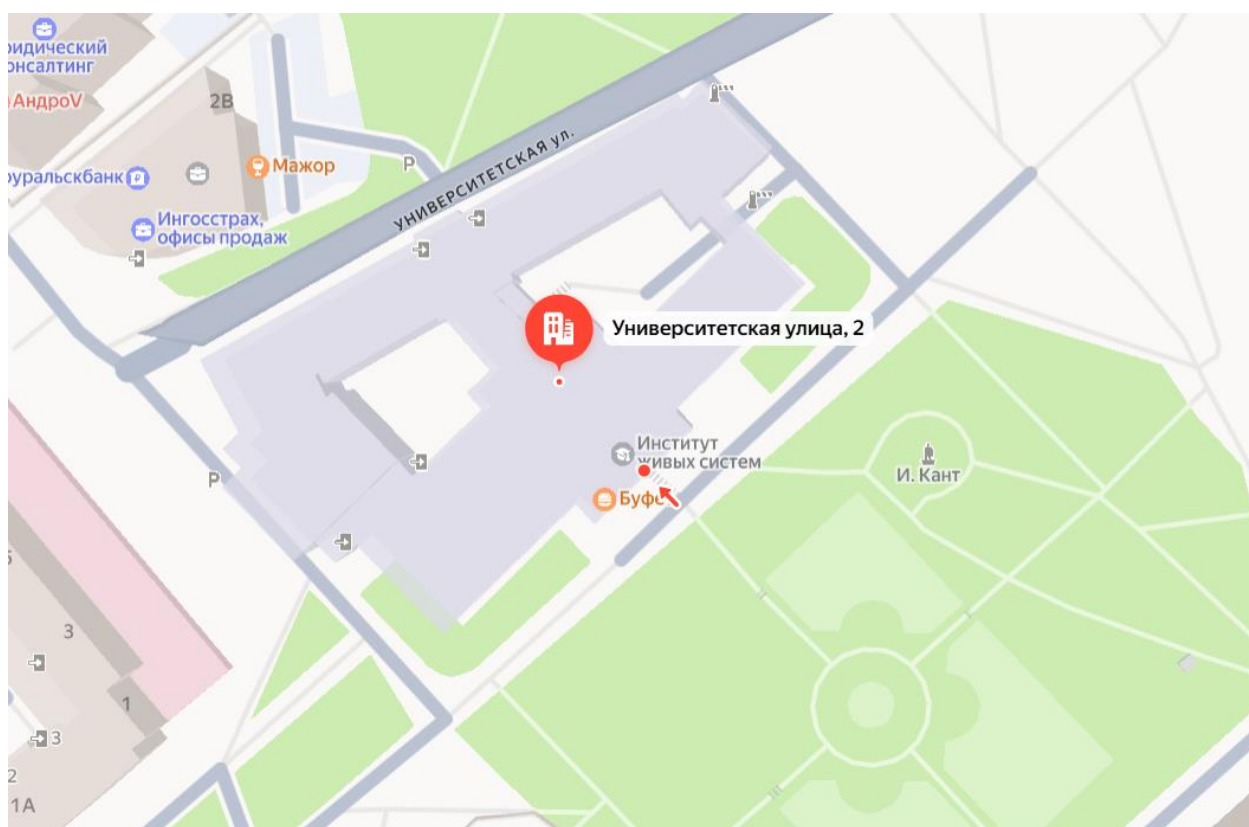 ридический
онсалтинг
АндроV
2В
Мажор
Р
уральскбанк
Ингосстрах,
офисы продаж
УНИВЕРСИТЕТСКАЯ УЛ.
Университетская улица, 2
Институт
живых систем
Буфе
И. Кант
Р
3
1
3
2
1А